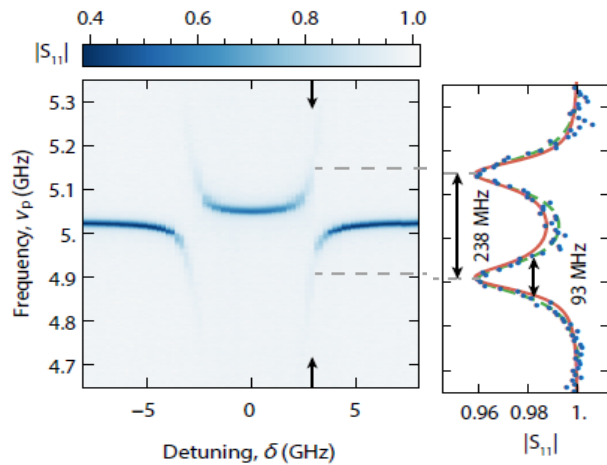 0.4 0.6 0.8 1.0
|S11|
5.3
5.2
5.1
5.
4.9
4.8
4.7
Frequency, νp (GHz)
−5 0 5
Detuning, δ (GHz)
238 MHz
93 MHz
0.96 0.98 1.
|S11|